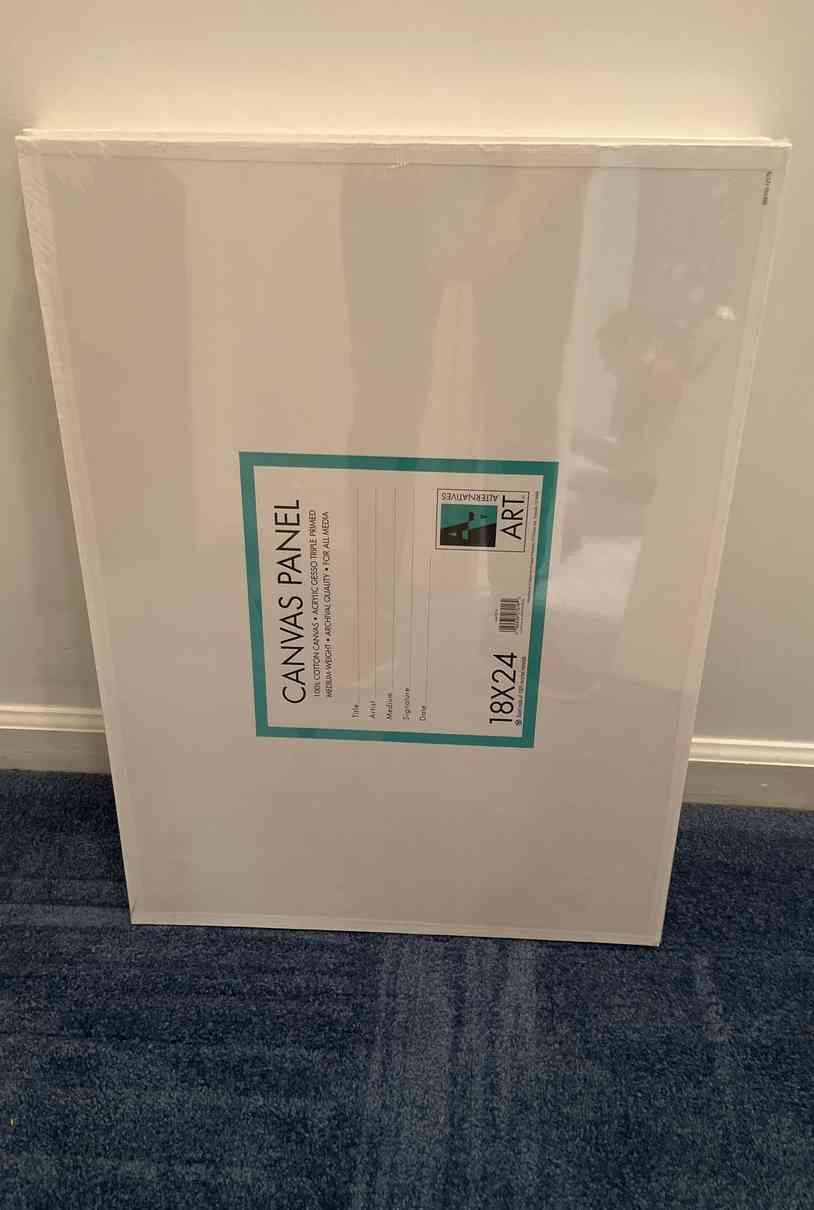 CANVAS PANEL
100% COTTON CANVAS • ACRYLIC GESSO TRIPLE PRIMED
MEDIUM-WEIGHT • ARCHIVAL QUALITY • FOR ALL MEDIA
Title
Artist
Medium
Signature
Date
18X24
ART
ALTERNATIVES